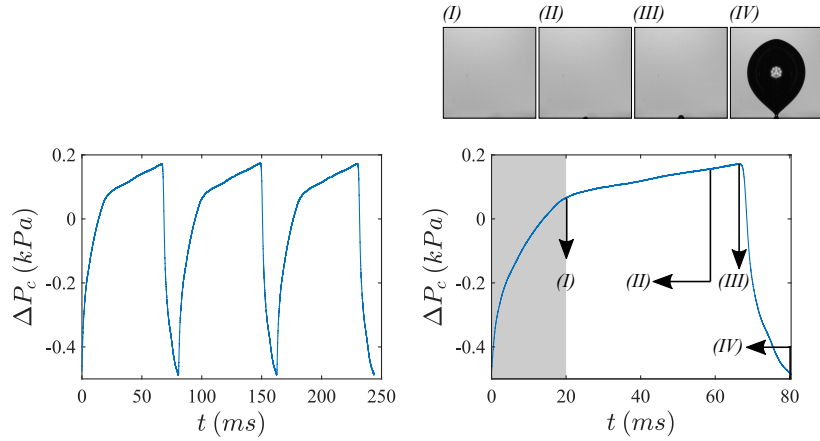 (I) (II) (III) (IV)
0.2
0
-0.2
-0.4
ΔP_c (kPa)
0 50 100 150 200 250
t (ms)
0.2
0
-0.2
-0.4
ΔP_c (kPa)
(I) (II) (III)
(IV)
0 20 40 60 80
t (ms)